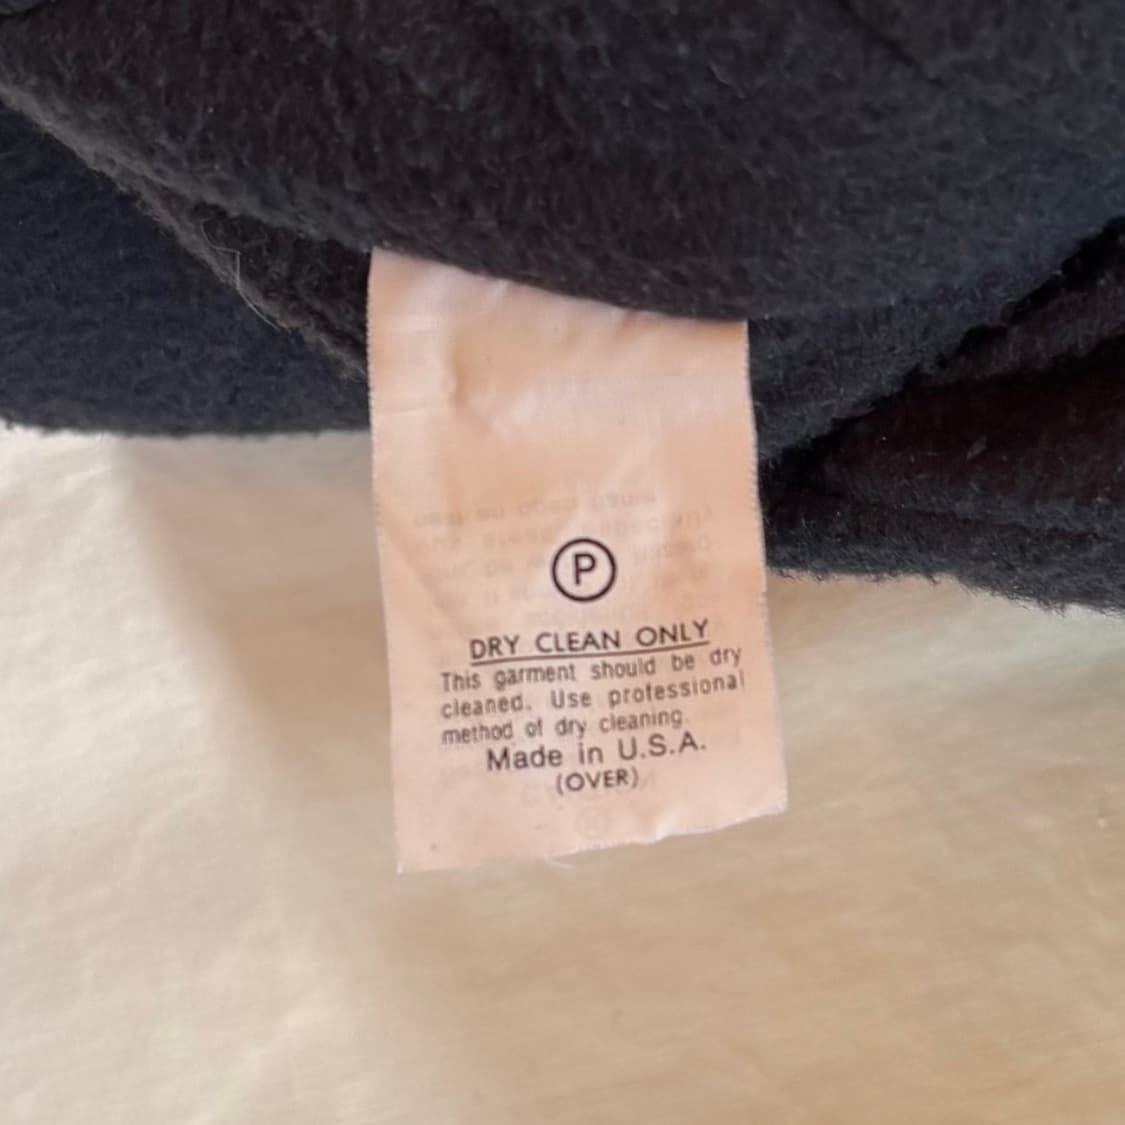 P
DRY CLEAN ONLY
This garment should be dry
cleaned. Use professional
method of dry cleaning.
Made in U.S.A.
(OVER)